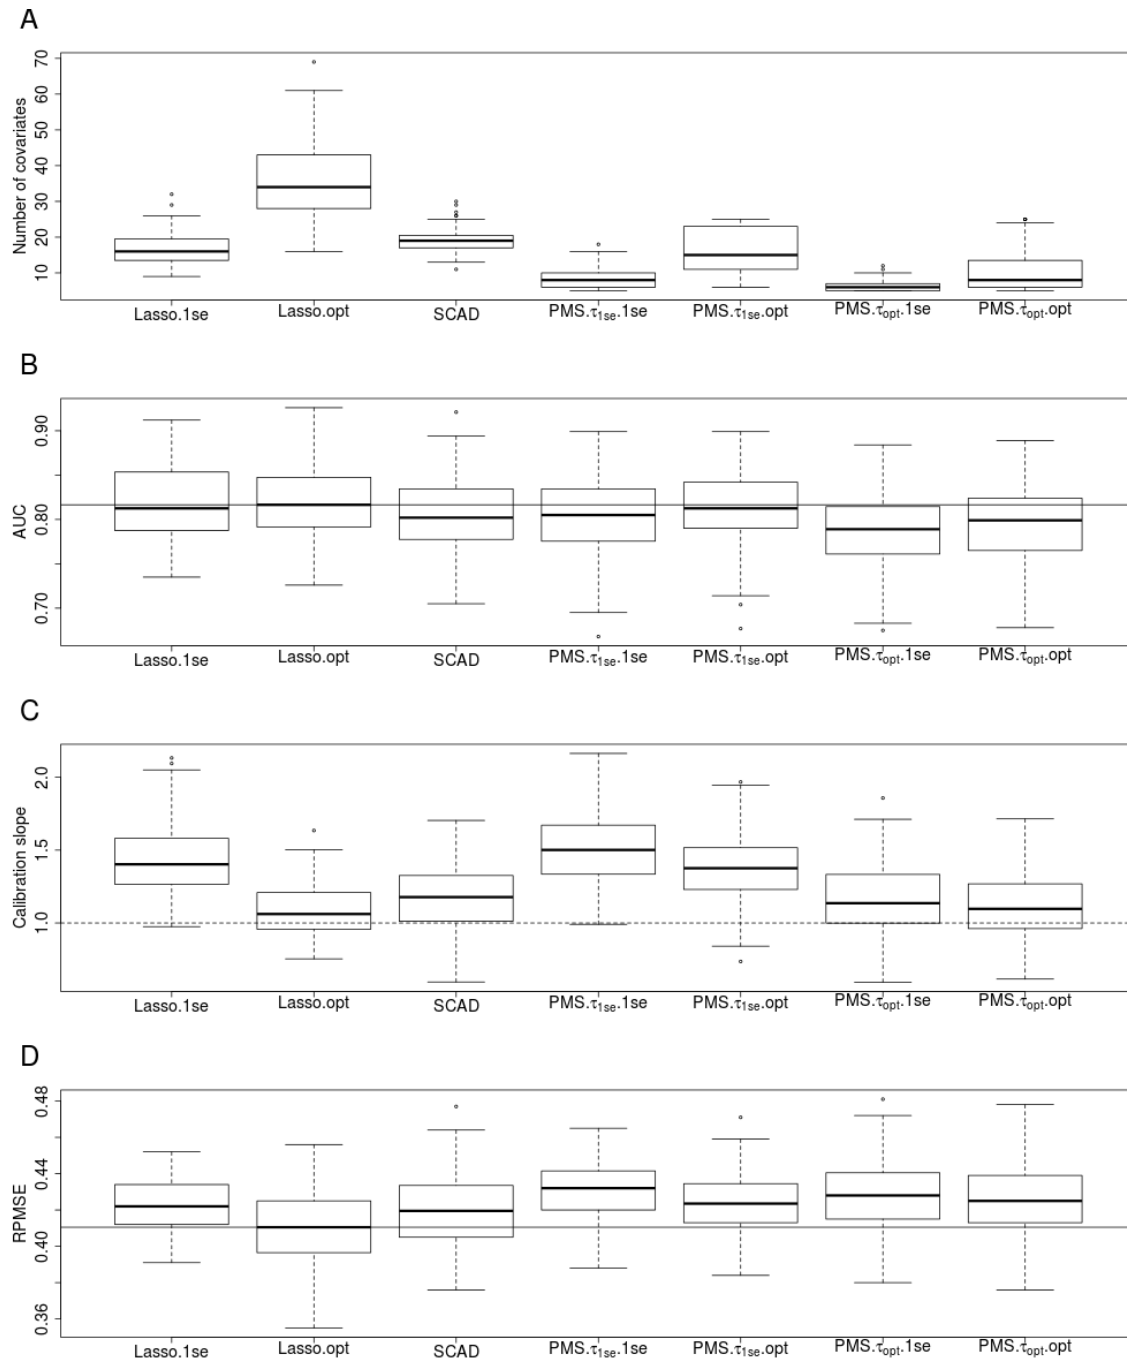 A
Number of covariates
70
60
50
40
30
20
10
Lasso.1se Lasso.opt SCAD PMS.τ1se.1se PMS.τ1se.opt PMS.τopt.1se PMS.τopt.opt
B
AUC
0.90
0.80
0.70
Lasso.1se Lasso.opt SCAD PMS.τ1se.1se PMS.τ1se.opt PMS.τopt.1se PMS.τopt.opt
C
Calibration slope
2.0
1.5
1.0
Lasso.1se Lasso.opt SCAD PMS.τ1se.1se PMS.τ1se.opt PMS.τopt.1se PMS.τopt.opt
D
RPMSE
0.48
0.44
0.40
0.36
Lasso.1se Lasso.opt SCAD PMS.τ1se.1se PMS.τ1se.opt PMS.τopt.1se PMS.τopt.opt